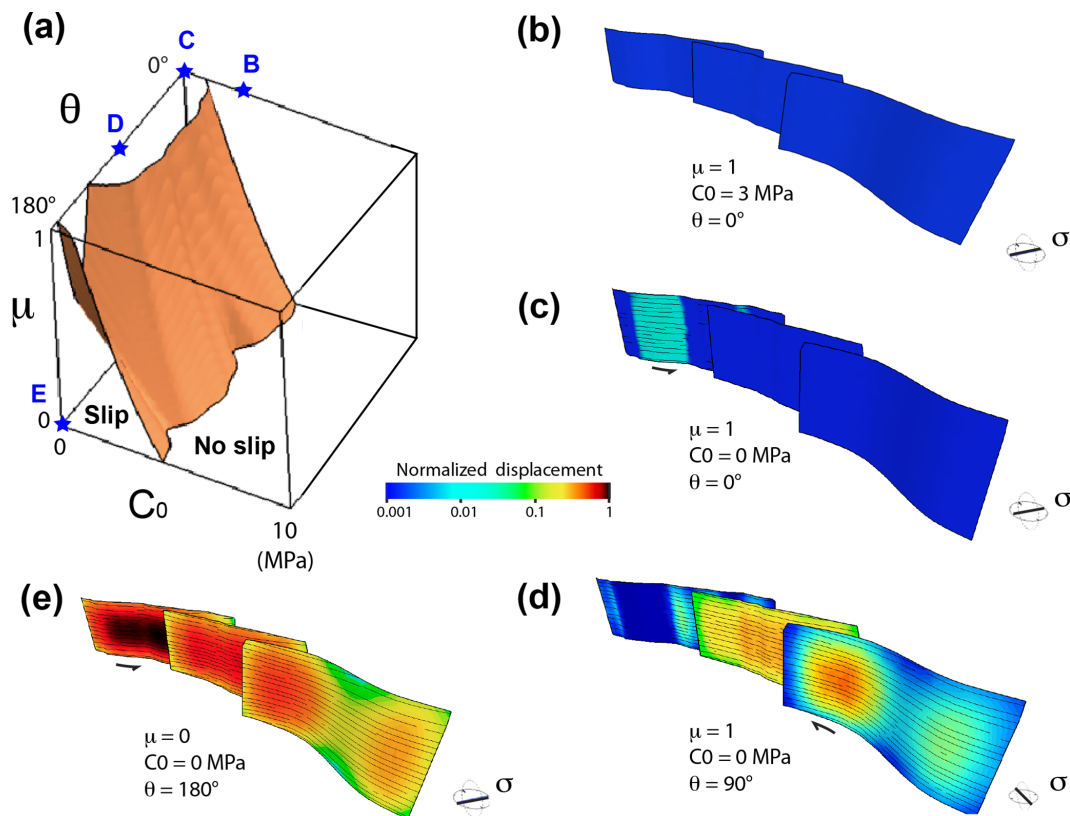 (a)
C
B
0°
θ
D
180°
1
μ
E
0
0
Slip
No slip
C0
10
(MPa)
Normalized displacement
0.001
0.01
0.1
1
(b)
μ = 1
C0 = 3 MPa
θ = 0°
σ
(c)
μ = 1
C0 = 0 MPa
θ = 0°
σ
(e)
μ = 0
C0 = 0 MPa
θ = 180°
σ
(d)
μ = 1
C0 = 0 MPa
θ = 90°
σ